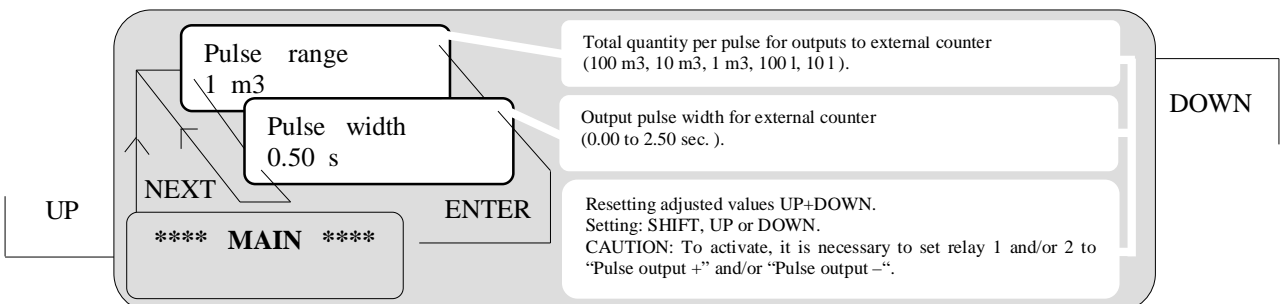 Pulse range
1 m3
Pulse width
0.50 s
NEXT
UP
ENTER
**** MAIN ****
Total quantity per pulse for outputs to external counter
(100 m3, 10 m3, 1 m3, 100 l, 10 l ).
Output pulse width for external counter
(0.00 to 2.50 sec. ).
Resetting adjusted values UP+DOWN.
Setting: SHIFT, UP or DOWN.
CAUTION: To activate, it is necessary to set relay 1 and/or 2 to
“Pulse output +” and/or “Pulse output –“.
DOWN